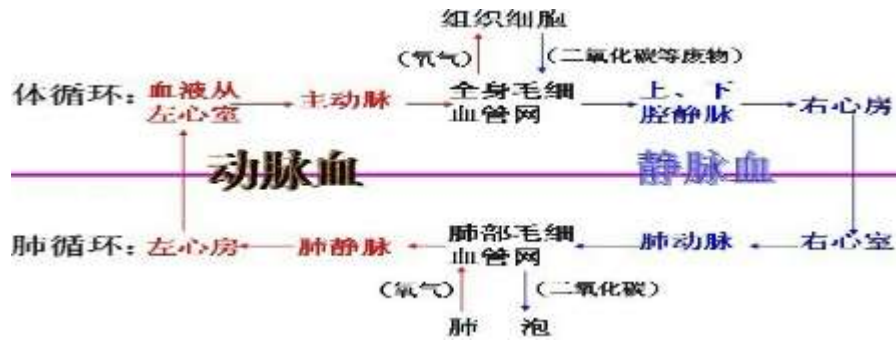 组织细胞
（氧气） （二氧化碳等废物）
体循环：血液从 主动脉 全身毛细 上、下 右心房
左心室 血管网 腔静脉
动脉血 静脉血
肺循环：左心房 肺静脉 肺部毛细 肺动脉 右心室
血管网
（氧气） （二氧化碳）
肺 泡